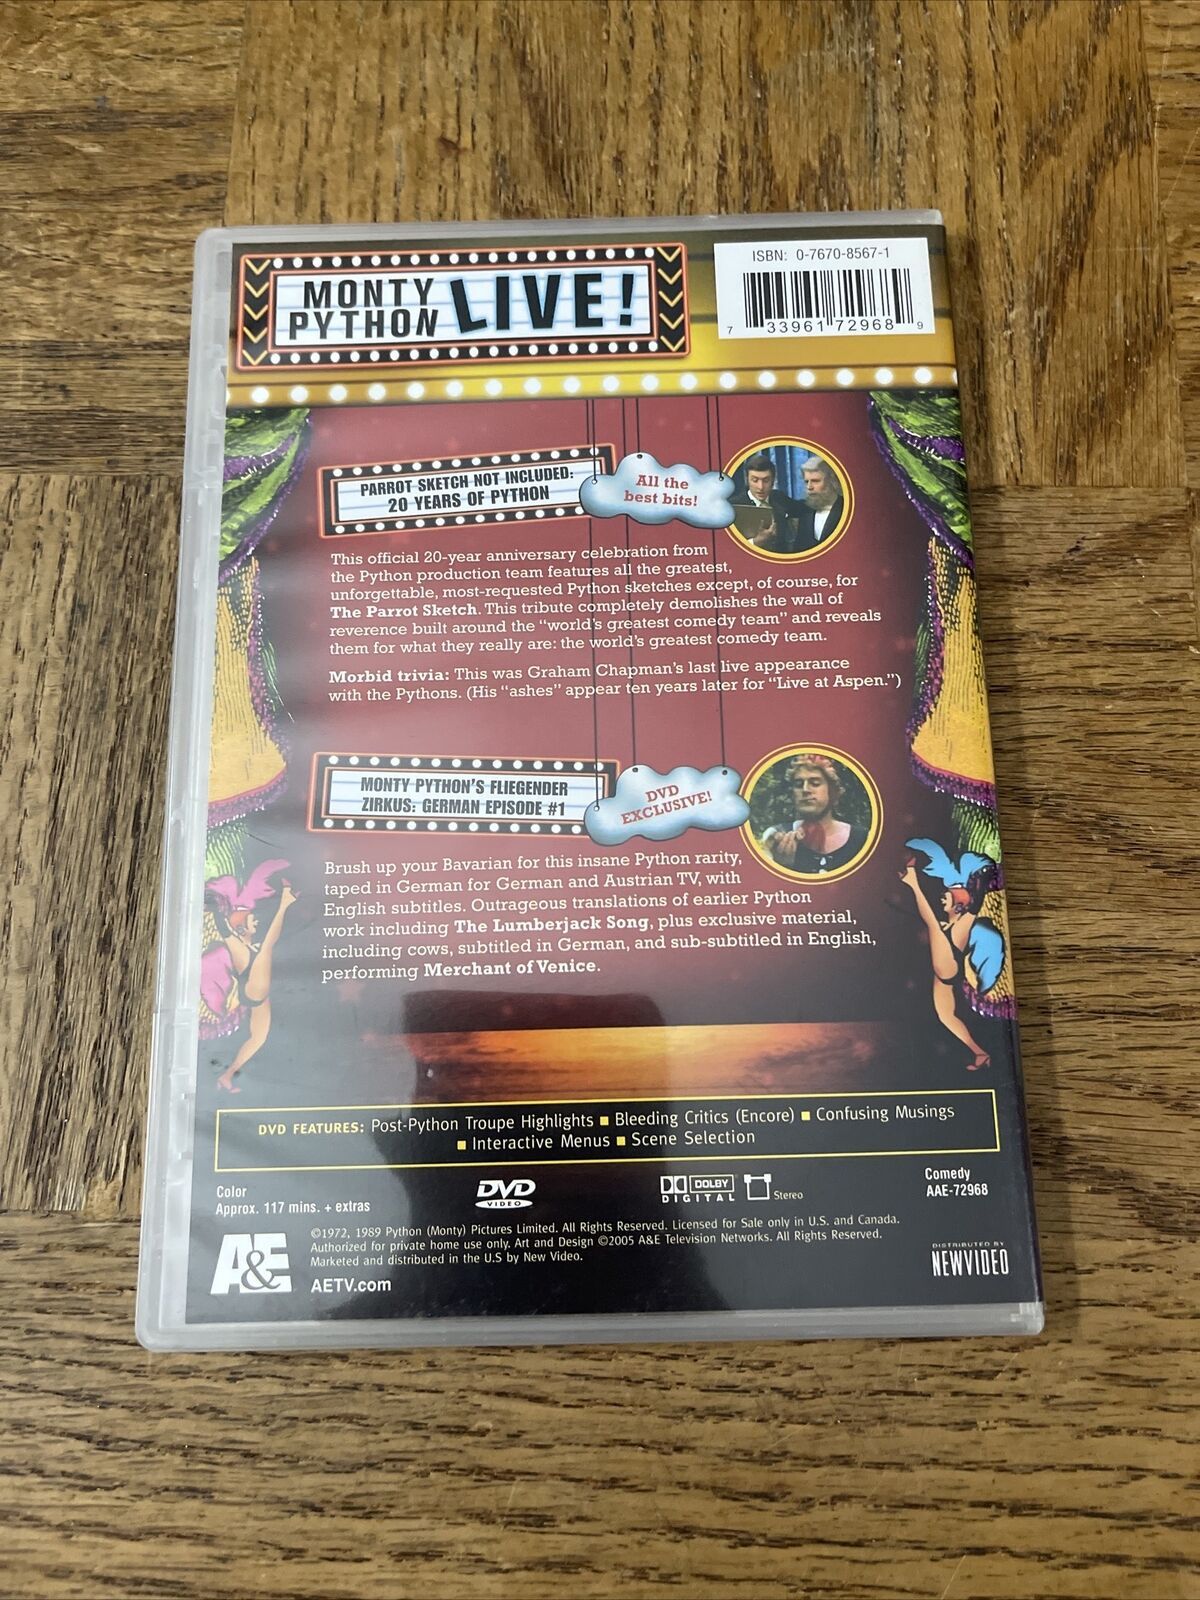 MONTY
PYTHON LIVE!
ISBN: 0-7670-8567-1
7 33961 72968 9
PARROT SKETCH NOT INCLUDED:
20 YEARS OF PYTHON
All the
best bits!
This official 20-year anniversary celebration from
the Python production team features all the greatest,
unforgettable, most-requested Python sketches except, of course, for
The Parrot Sketch. This tribute completely demolishes the wall of
reverence built around the “world’s greatest comedy team” and reveals
them for what they really are: the world’s greatest comedy team.
Morbid trivia: This was Graham Chapman’s last live appearance
with the Pythons. (His “ashes” appear ten years later for “Live at Aspen.”)
MONTY PYTHON'S FLIEGENDER
ZIRKUS: GERMAN EPISODE #1
DVD
EXCLUSIVE!
Brush up your Bavarian for this insane Python rarity,
taped in German for German and Austrian TV, with
English subtitles. Outrageous translations of earlier Python
work including The Lumberjack Song, plus exclusive material,
including cows, subtitled in German, and sub-subtitled in English,
performing Merchant of Venice.
DVD FEATURES: Post-Python Troupe Highlights ■ Bleeding Critics (Encore) ■ Confusing Musings
■ Interactive Menus ■ Scene Selection
Color
Approx. 117 mins. + extras
DVD
VIDEO
DOLBY
DIGITAL
Stereo
Comedy
AAE-72968
©1972, 1989 Python (Monty) Pictures Limited. All Rights Reserved. Licensed for Sale only in U.S. and Canada.
Authorized for private home use only. Art and Design ©2005 A&E Television Networks. All Rights Reserved.
Marketed and distributed in the U.S by New Video.
A&E
AETV.com
DISTRIBUTED BY
NEWVIDEO